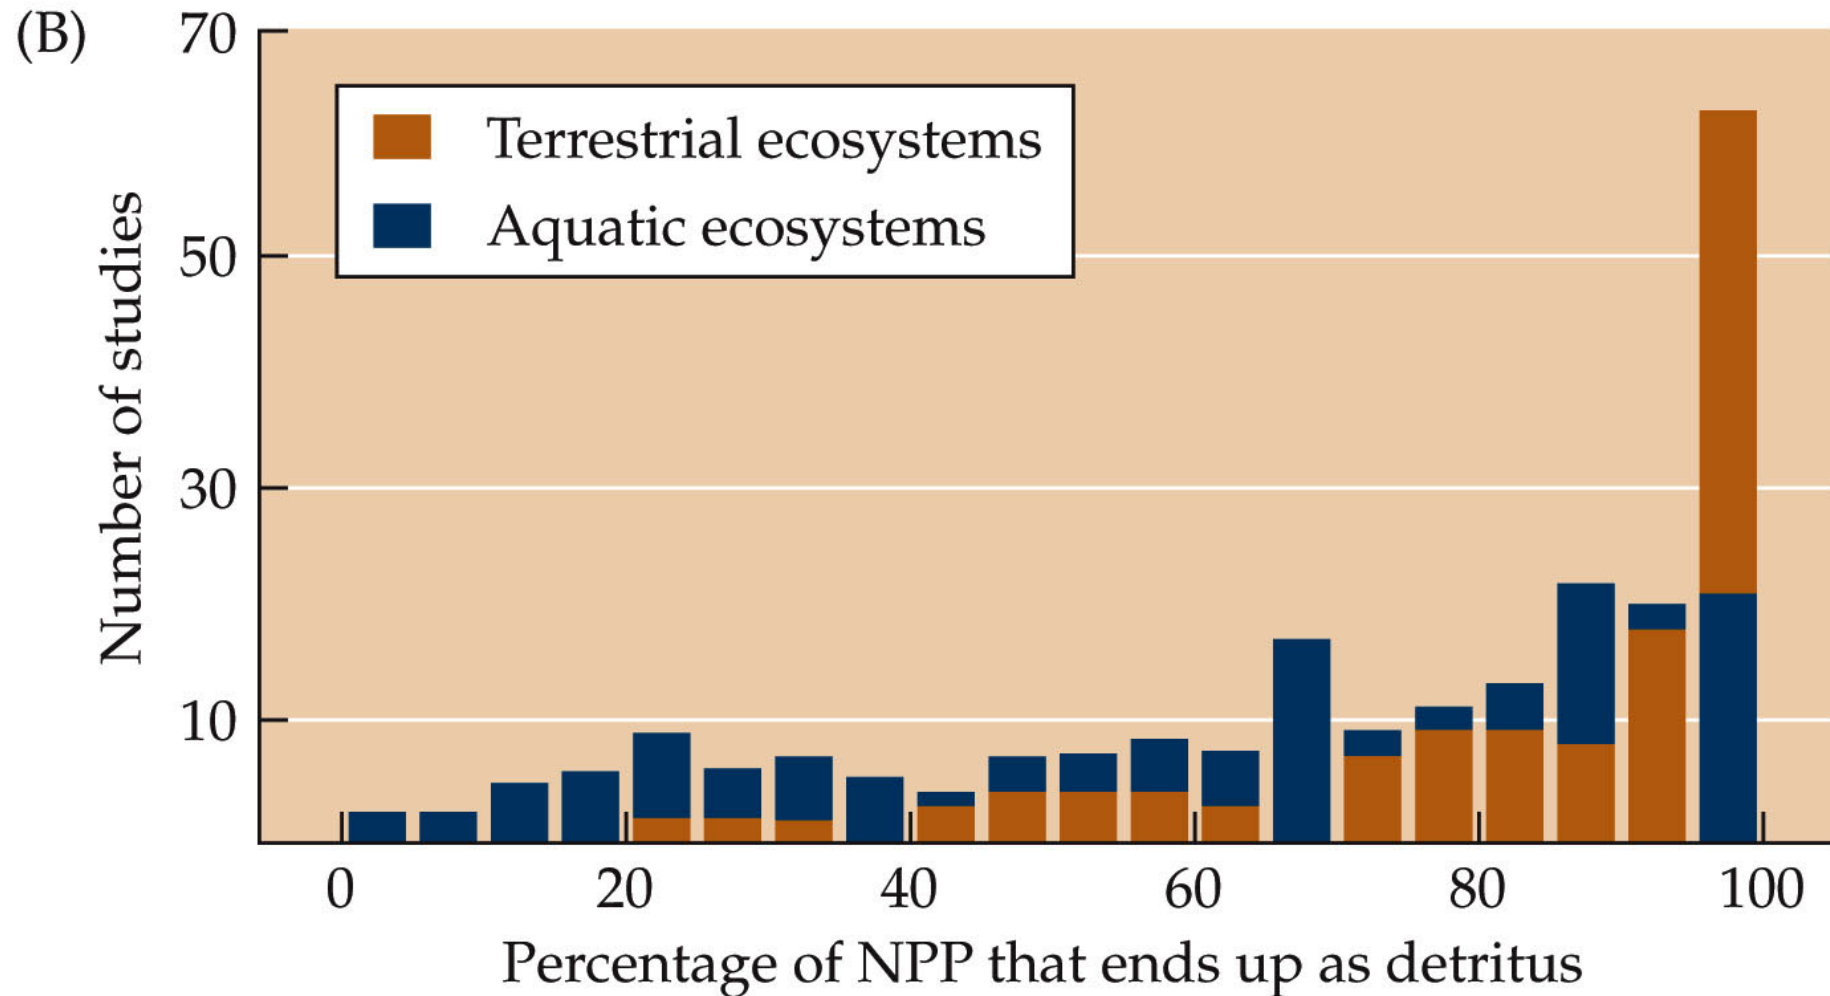 (B)
70
50
30
10
Number of studies
Terrestrial ecosystems
Aquatic ecosystems
0 20 40 60 80 100
Percentage of NPP that ends up as detritus